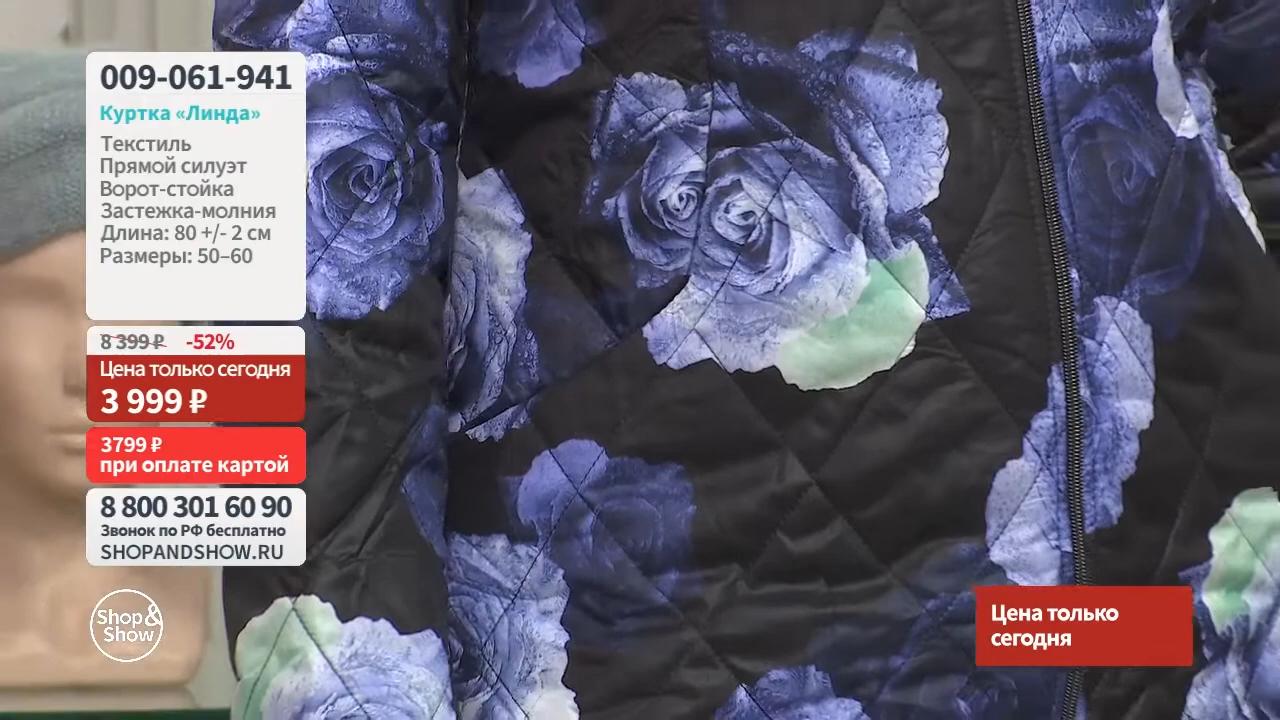 009-061-941
Куртка «Линда»
Текстиль
Прямой силуэт
Ворот-стойка
Застежка-молния
Длина: 80 +/- 2 см
Размеры: 50–60
8 399 ₽ -52%
Цена только сегодня
3 999 ₽
3799 ₽
при оплате картой
8 800 301 60 90
Звонок по РФ бесплатно
SHOPANDSHOW.RU
Shop&
Show
Цена только
сегодня